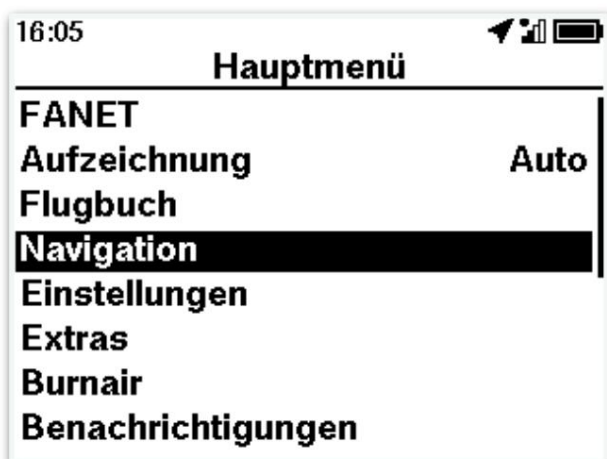 16:05
Hauptmenü
FANET
Aufzeichnung Auto
Flugbuch
Navigation
Einstellungen
Extras
Burnair
Benachrichtigungen